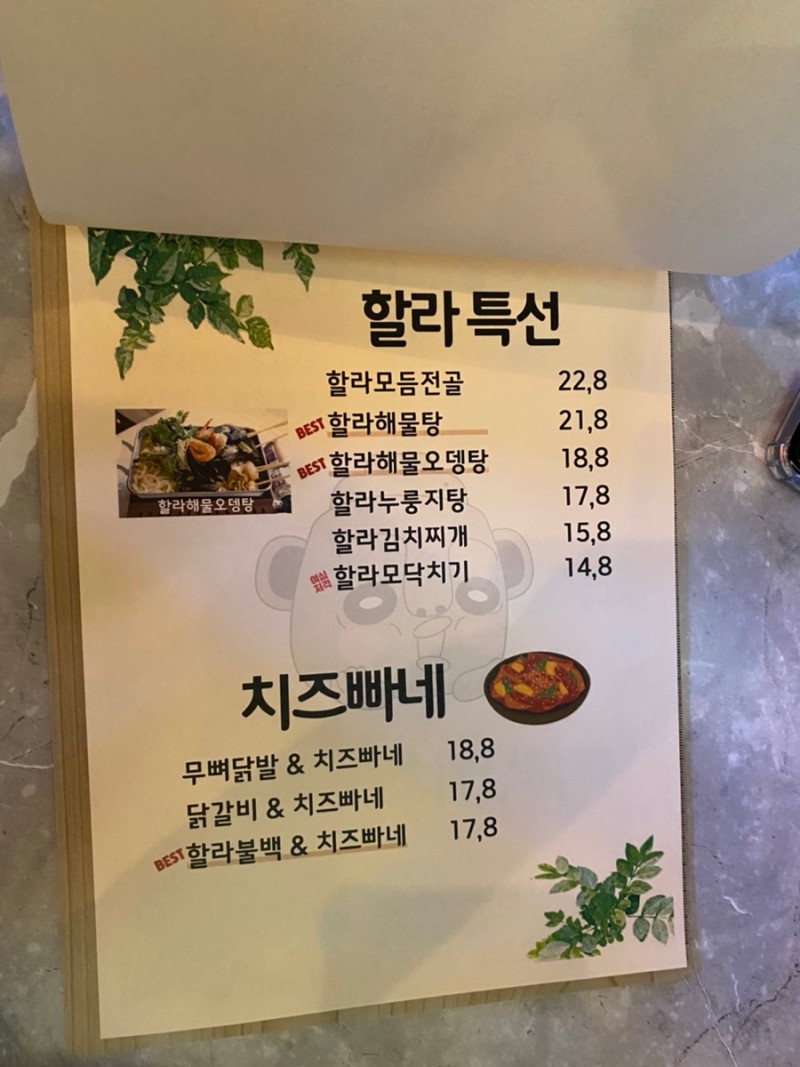 할라 특선
할라모듬전골 22,8
BEST 할라해물탕 21,8
BEST 할라해물오뎅탕 18,8
할라누룽지탕 17,8
할라김치찌개 15,8
할라모닥치기 14,8
할라해물오뎅탕
치즈빠네
무뼈닭발 & 치즈빠네 18,8
닭갈비 & 치즈빠네 17,8
BEST 할라불백 & 치즈빠네 17,8